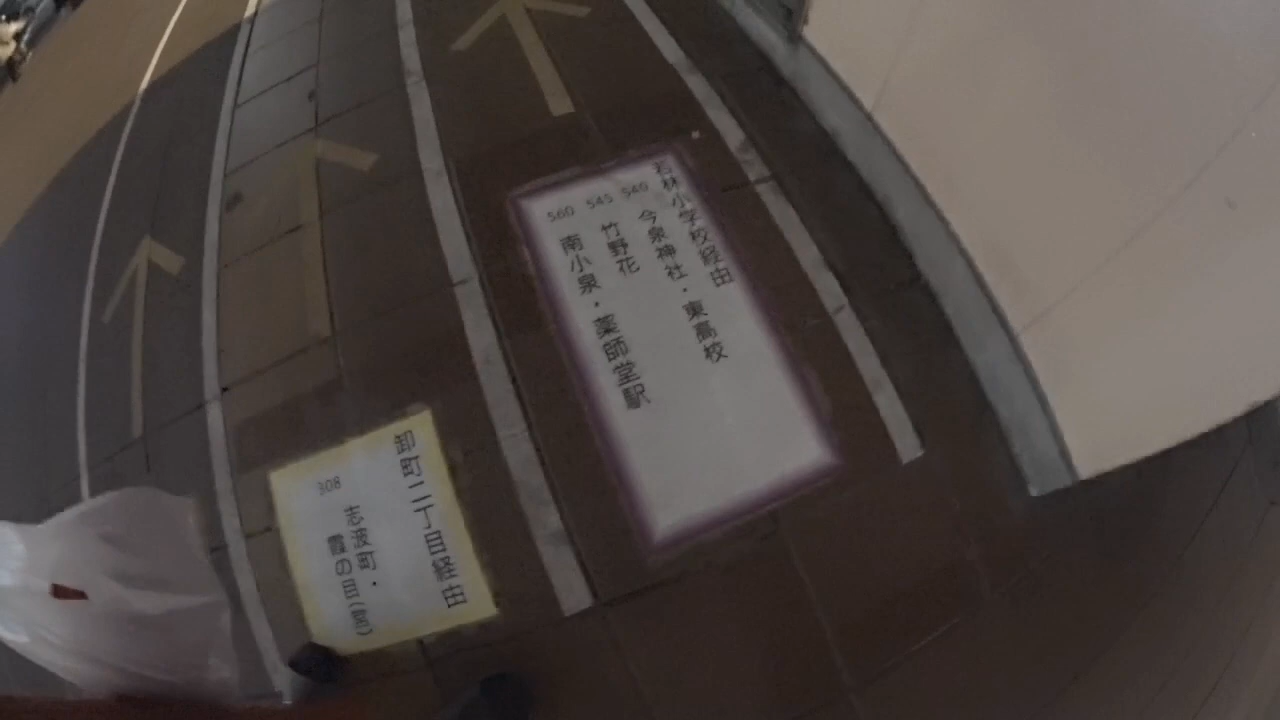 若林小学校経由
540 今泉神社・東高校
545 竹野花
560 南小泉・薬師堂駅
卸町二丁目経由
308 志波町・
霞の目(営)